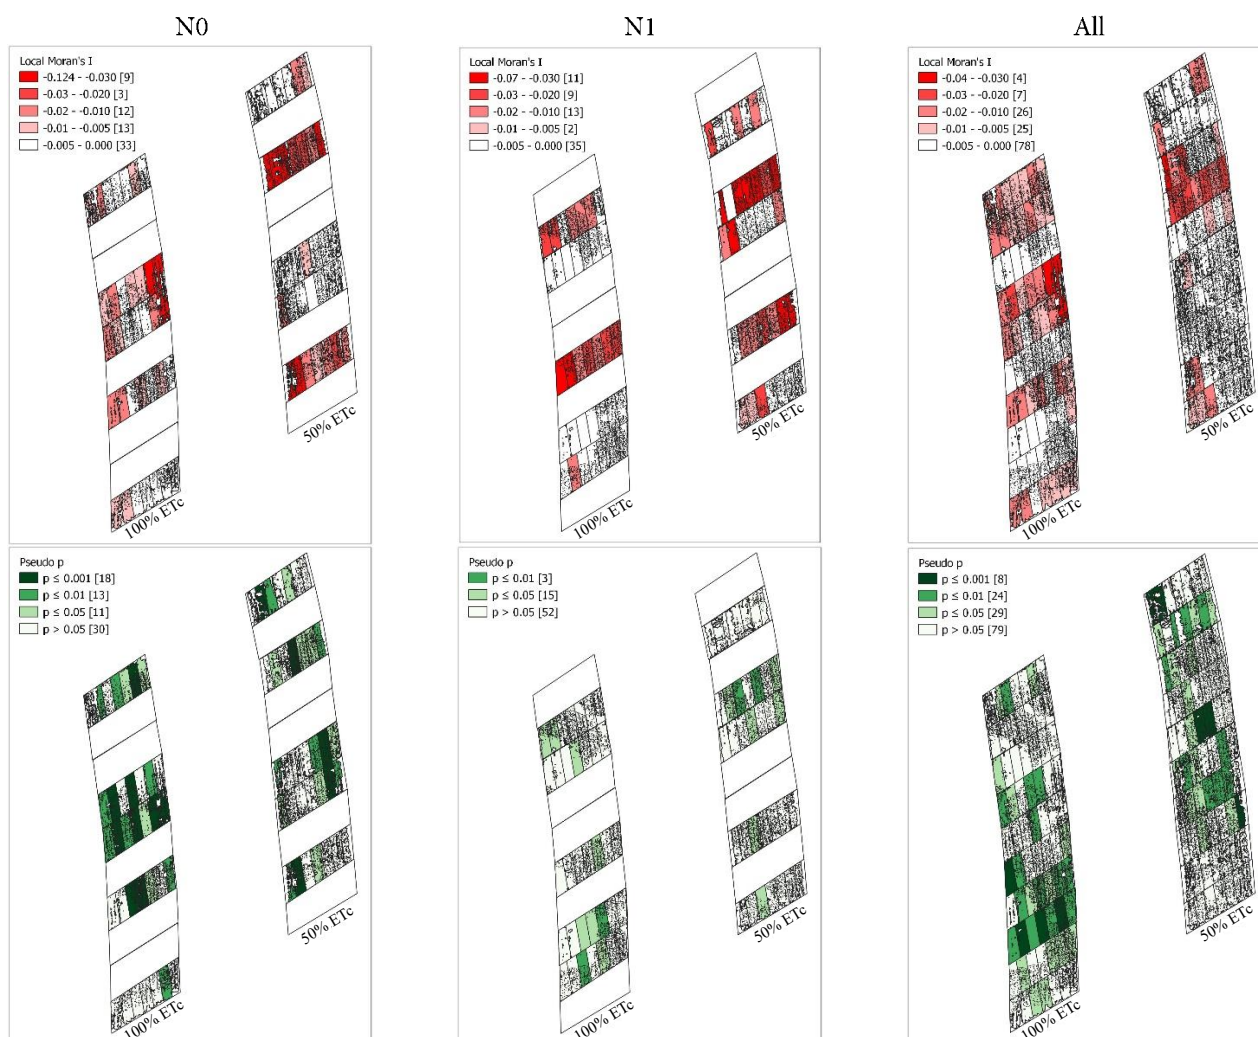 N0
N1
All
Local Moran's I
-0.124 - -0.030 [9]
-0.03 - -0.020 [3]
-0.02 - -0.010 [12]
-0.01 - -0.005 [13]
-0.005 - 0.000 [33]
50% ETc
100% ETc
Local Moran's I
-0.07 - -0.030 [11]
-0.03 - -0.020 [9]
-0.02 - -0.010 [13]
-0.01 - -0.005 [2]
-0.005 - 0.000 [35]
50% ETc
100% ETc
Local Moran's I
-0.04 - -0.030 [4]
-0.03 - -0.020 [7]
-0.02 - -0.010 [26]
-0.01 - -0.005 [25]
-0.005 - 0.000 [78]
50% ETc
100% ETc
Pseudo p
p ≤ 0.001 [18]
p ≤ 0.01 [13]
p ≤ 0.05 [11]
p > 0.05 [30]
50% ETc
100% ETc
Pseudo p
p ≤ 0.01 [3]
p ≤ 0.05 [15]
p > 0.05 [52]
50% ETc
100% ETc
Pseudo p
p ≤ 0.001 [8]
p ≤ 0.01 [24]
p ≤ 0.05 [29]
p > 0.05 [79]
50% ETc
100% ETc